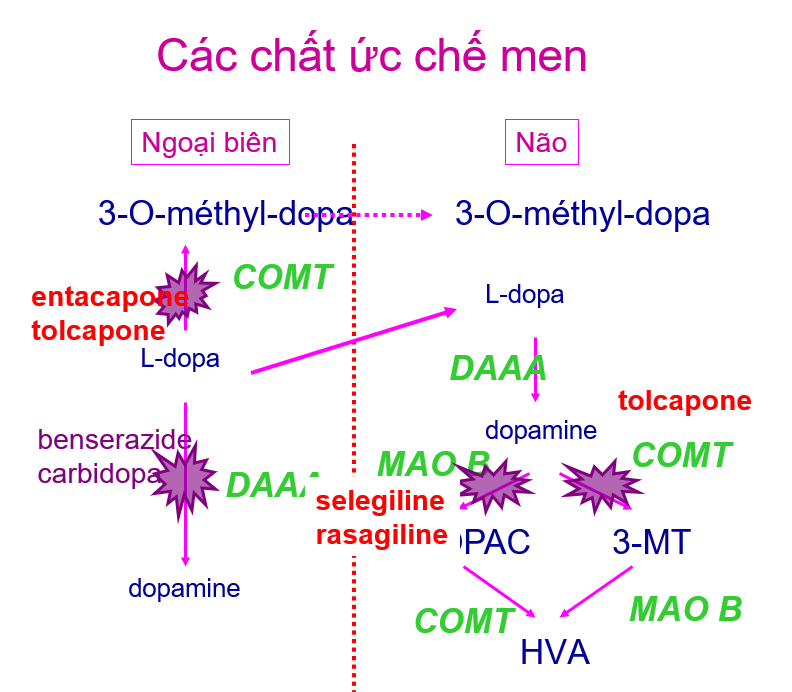 Các chất ức chế men
Ngoại biên
Não
3-O-méthyl-dopa
3-O-méthyl-dopa
COMT
entacapone
tolcapone
L-dopa
L-dopa
DAAA
tolcapone
dopamine
benserazide
carbidopa
DAAA
MAO B
COMT
selegiline
rasagiline
OPAC
3-MT
dopamine
COMT
MAO B
HVA